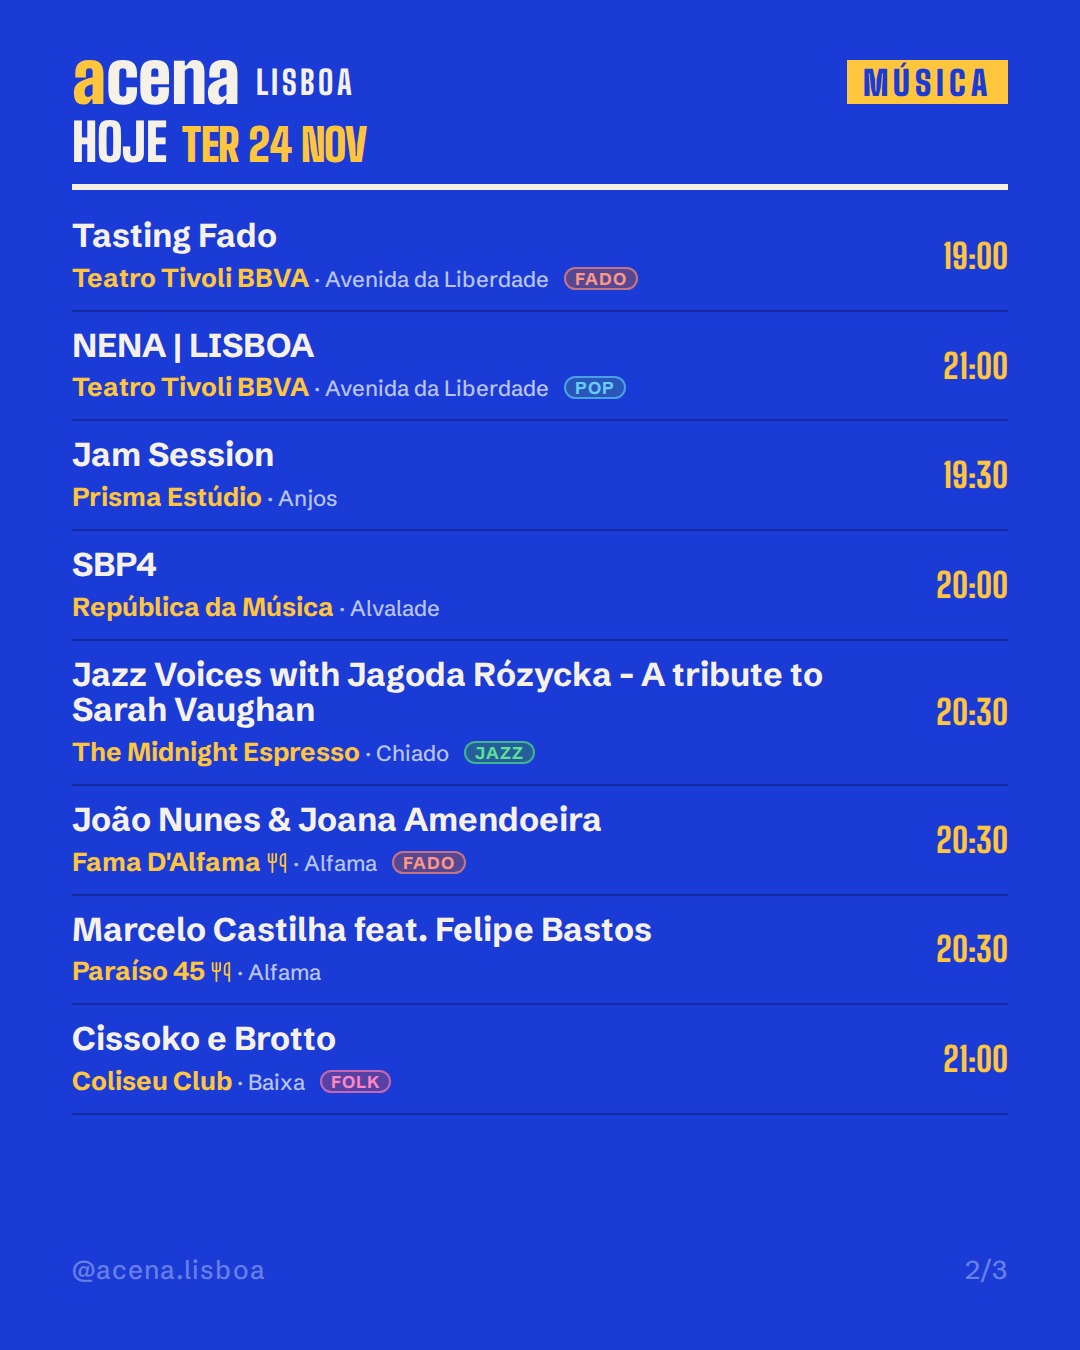 acena LISBOA
MÚSICA
HOJE TER 24 NOV
Tasting Fado
Teatro Tivoli BBVA · Avenida da Liberdade FADO
19:00
NENA | LISBOA
Teatro Tivoli BBVA · Avenida da Liberdade POP
21:00
Jam Session
Prisma Estúdio · Anjos
19:30
SBP4
República da Música · Alvalade
20:00
Jazz Voices with Jagoda Rózycka - A tribute to
Sarah Vaughan
The Midnight Espresso · Chiado JAZZ
20:30
João Nunes & Joana Amendoeira
Fama D'Alfama · Alfama FADO
20:30
Marcelo Castilha feat. Felipe Bastos
Paraíso 45 · Alfama
20:30
Cissoko e Brotto
Coliseu Club · Baixa FOLK
21:00
@acena.lisboa
2/3